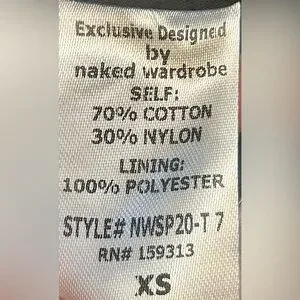 Exclusive Designed
by
naked wardrobe
SELF:
70% COTTON
30% NYLON
LINING:
100% POLYESTER
STYLE# NWSP20-T 7
RN# 159313
XS